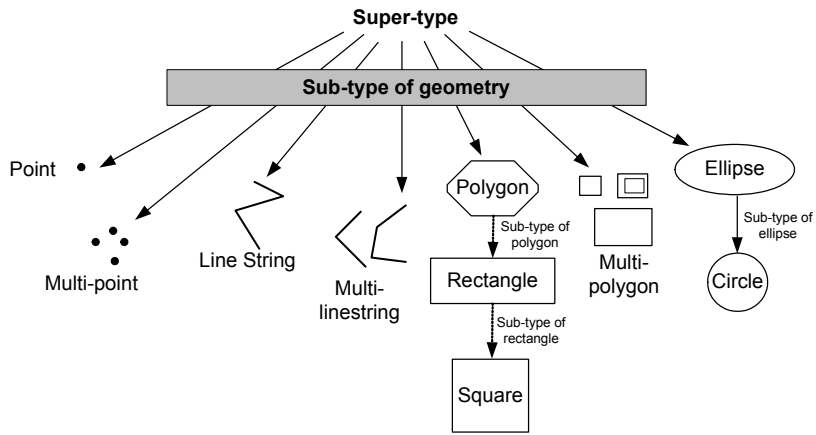 Super-type
Sub-type of geometry
Point
Multi-point
Line String
Multi-
linestring
Polygon
Sub-type of
polygon
Rectangle
Sub-type of
rectangle
Square
Multi-
polygon
Ellipse
Sub-type of
ellipse
Circle